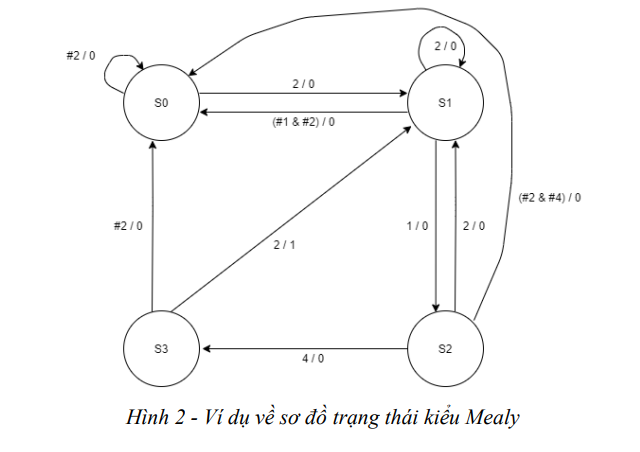 #2 / 0
2 / 0
S0
2 / 0
S1
(#1 & #2) / 0
(#2 & #4) / 0
#2 / 0
1 / 0
2 / 0
2 / 1
S3
S2
4 / 0
Hình 2 - Ví dụ về sơ đồ trạng thái kiểu Mealy